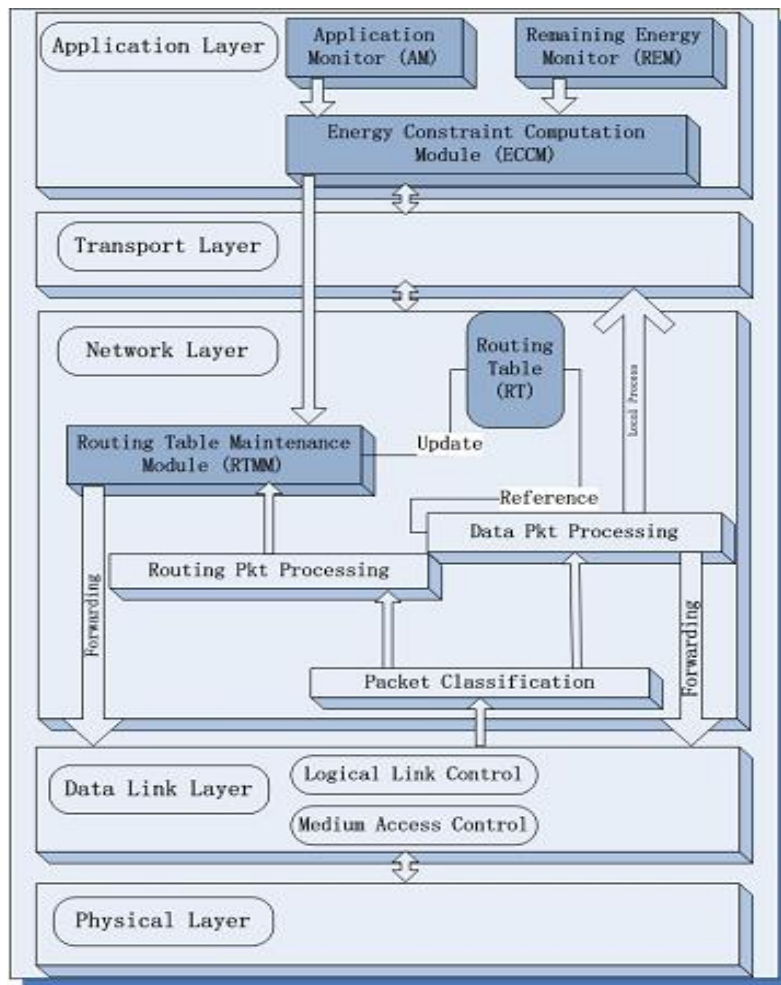 Application Layer
Application
Monitor (AM)
Remaining Energy
Monitor (REM)
Energy Constraint Computation
Module (ECCM)
Transport Layer
Network Layer
Routing
Table
(RT)
Local Process
Routing Table Maintenance
Module (RTMM)
Update
Reference
Data Pkt Processing
Routing Pkt Processing
Forwarding
Forwarding
Packet Classification
Data Link Layer
Logical Link Control
Medium Access Control
Physical Layer